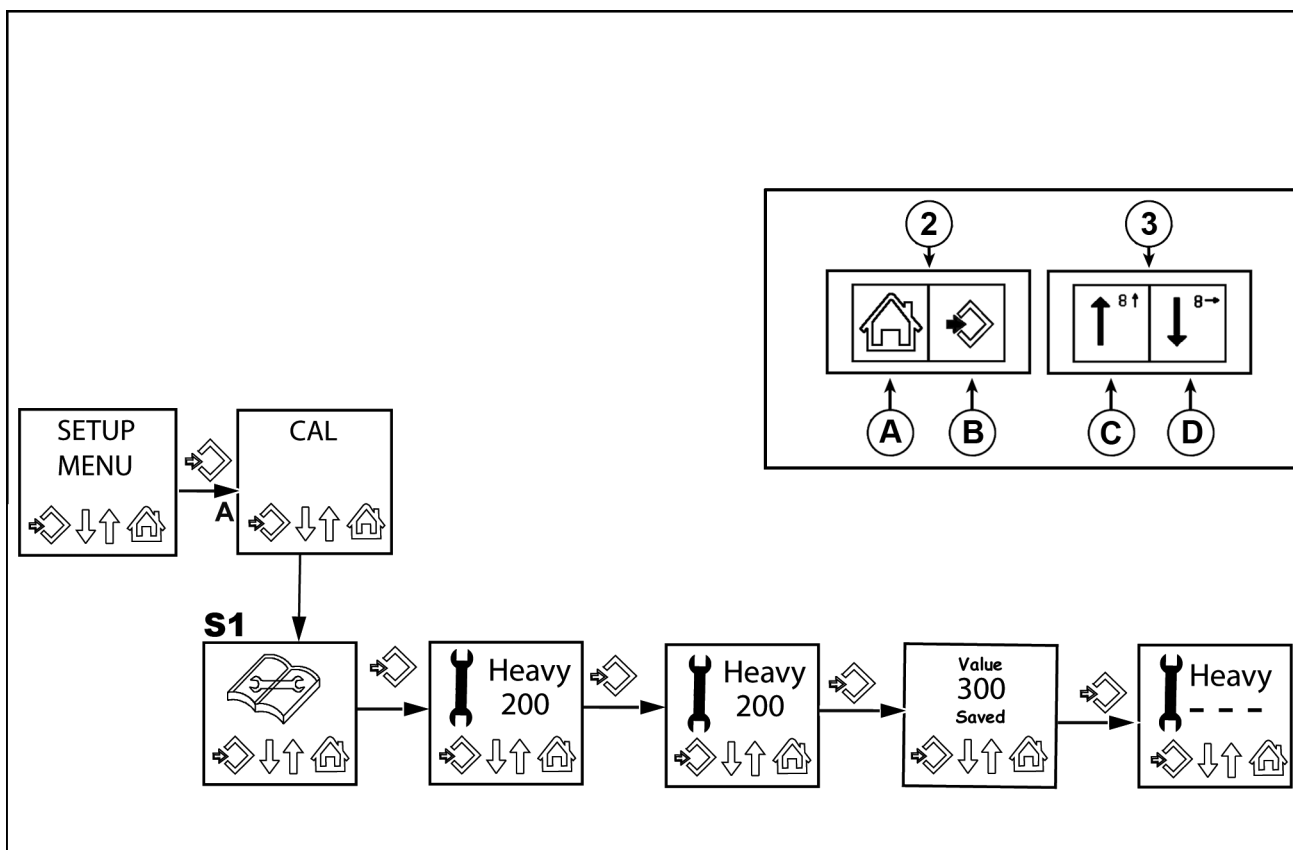 2
3
8
8
A
B
C
D
SETUP
MENU
A
CAL
S1
Heavy
200
Heavy
200
Value
300
Saved
Heavy
- - -